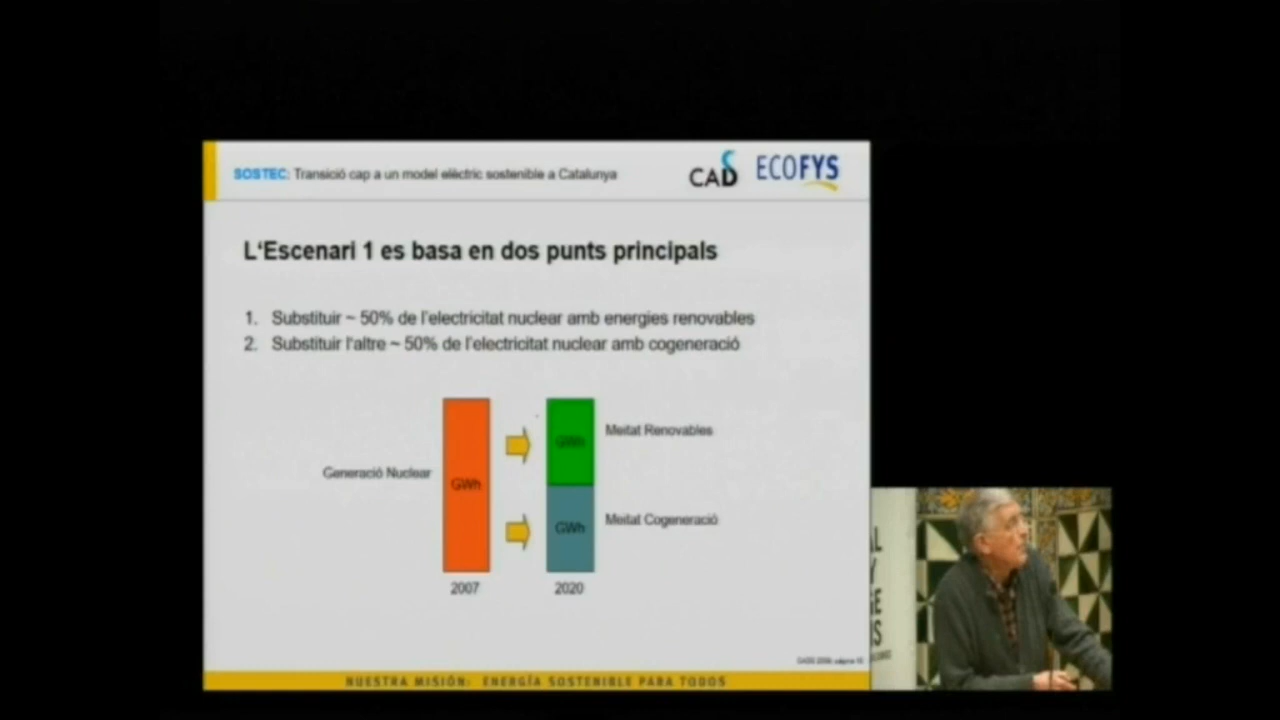 SOSTEC: Transició cap a un model elèctric sostenible a Catalunya
CADS
ECOFYS
L'Escenari 1 es basa en dos punts principals
1. Substituir ~ 50% de l'electricitat nuclear amb energies renovables
2. Substituir l'altre ~ 50% de l'electricitat nuclear amb cogeneració
GWh
Meitat Renovables
Generació Nuclear
GWh
GWh
Meitat Cogeneració
2007
2020
NUESTRA MISIÓN: ENERGÍA SOSTENIBLE PARA TODOS